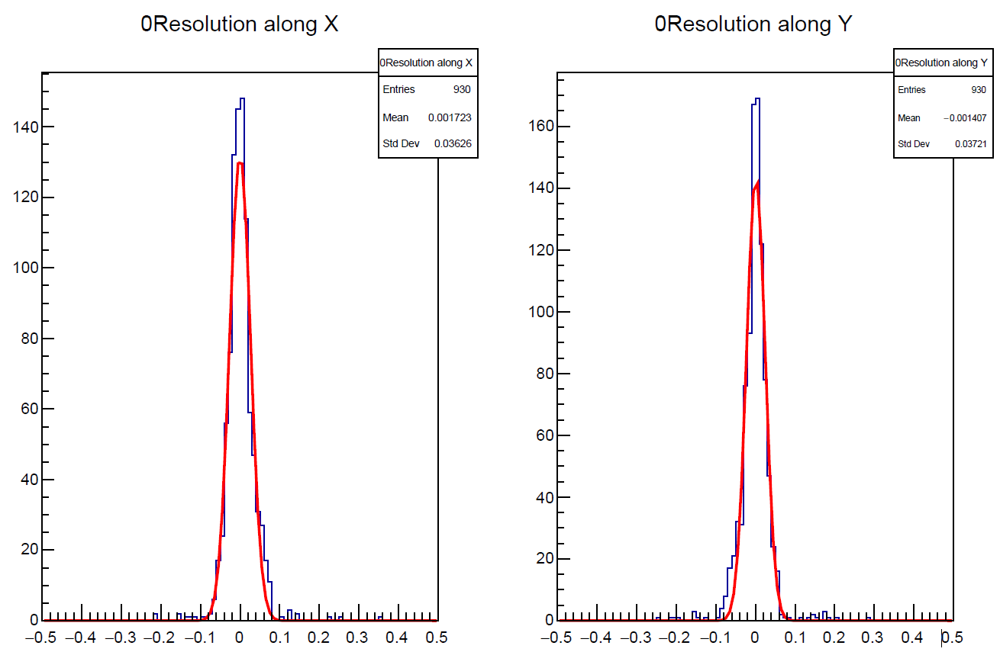 0Resolution along X
0Resolution along X
Entries 930
Mean 0.001723
Std Dev 0.03626
140
120
100
80
60
40
20
0
−0.5 −0.4 −0.3 −0.2 −0.1 0 0.1 0.2 0.3 0.4 0.5
0Resolution along Y
0Resolution along Y
Entries 930
Mean −0.001407
Std Dev 0.03721
160
140
120
100
80
60
40
20
0
−0.5 −0.4 −0.3 −0.2 −0.1 0 0.1 0.2 0.3 0.4 0.5